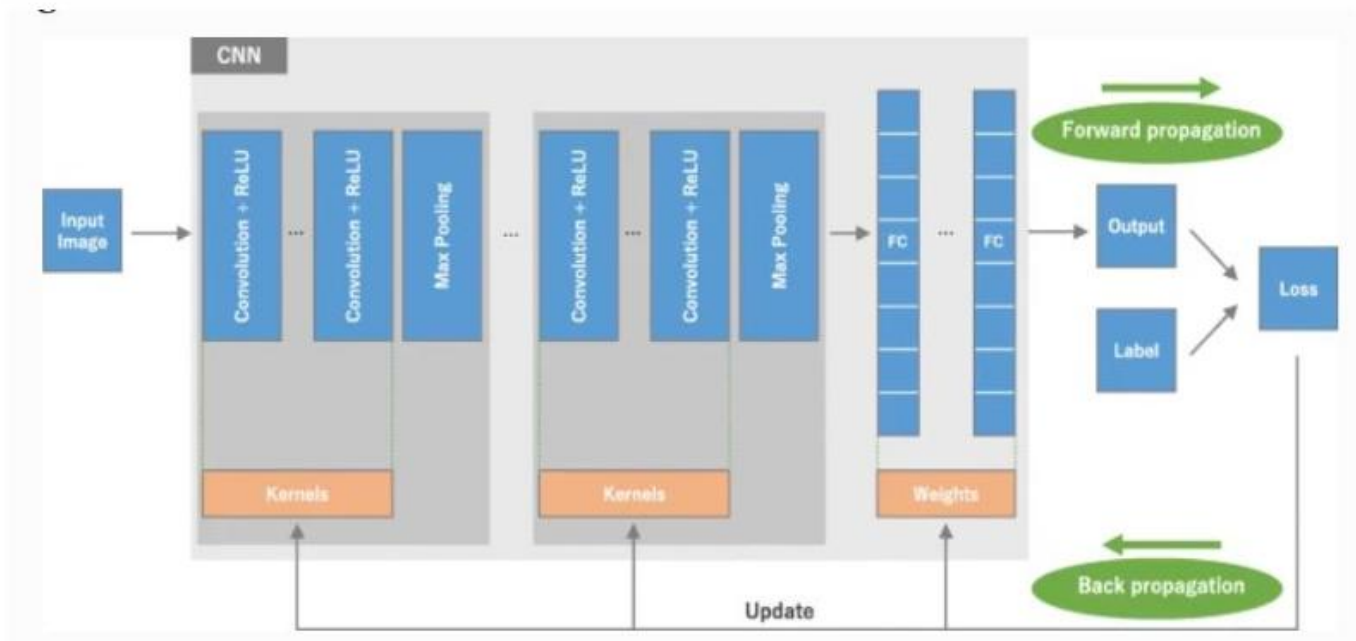 CNN
Input
Image
Convolution + ReLU
...
Convolution + ReLU
Max Pooling
...
Convolution + ReLU
...
Convolution + ReLU
Max Pooling
FC
...
FC
Kernels
Kernels
Weights
Forward propagation
Output
Label
Loss
Back propagation
Update